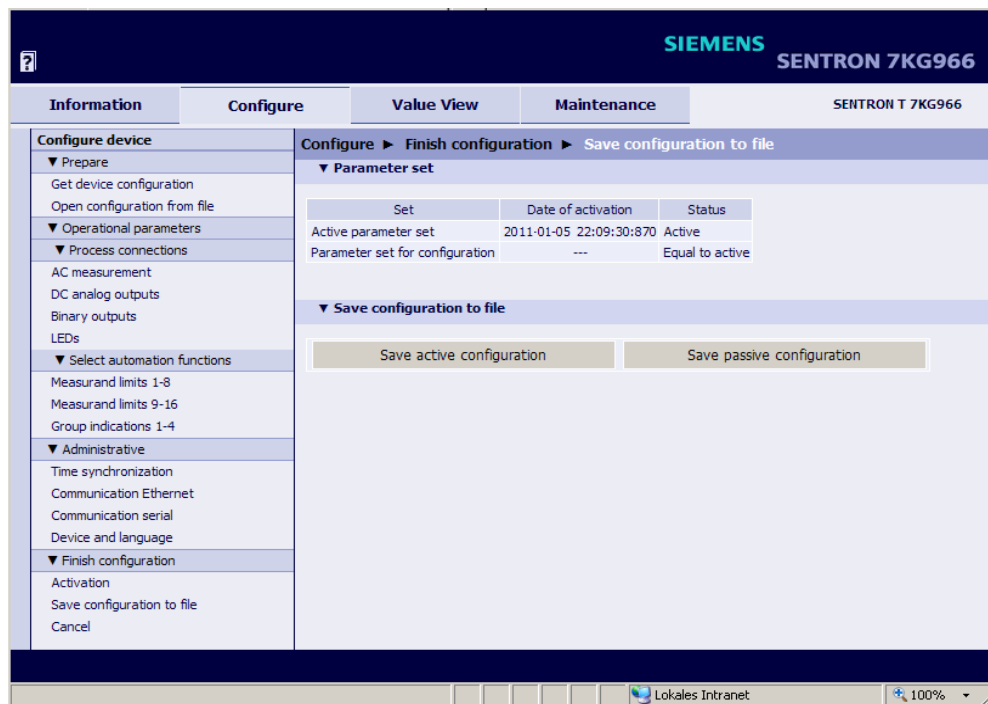 ?
SIEMENS
SENTRON 7KG966
Information Configure Value View Maintenance SENTRON T 7KG966
Configure device
▼ Prepare
Get device configuration
Open configuration from file
▼ Operational parameters
▼ Process connections
AC measurement
DC analog outputs
Binary outputs
LEDs
▼ Select automation functions
Measurand limits 1-8
Measurand limits 9-16
Group indications 1-4
▼ Administrative
Time synchronization
Communication Ethernet
Communication serial
Device and language
▼ Finish configuration
Activation
Save configuration to file
Cancel
Configure ► Finish configuration ► Save configuration to file
▼ Parameter set
Set Date of activation Status
Active parameter set 2011-01-05 22:09:30:870 Active
Parameter set for configuration --- Equal to active
▼ Save configuration to file
Save active configuration Save passive configuration
Lokales Intranet 100%